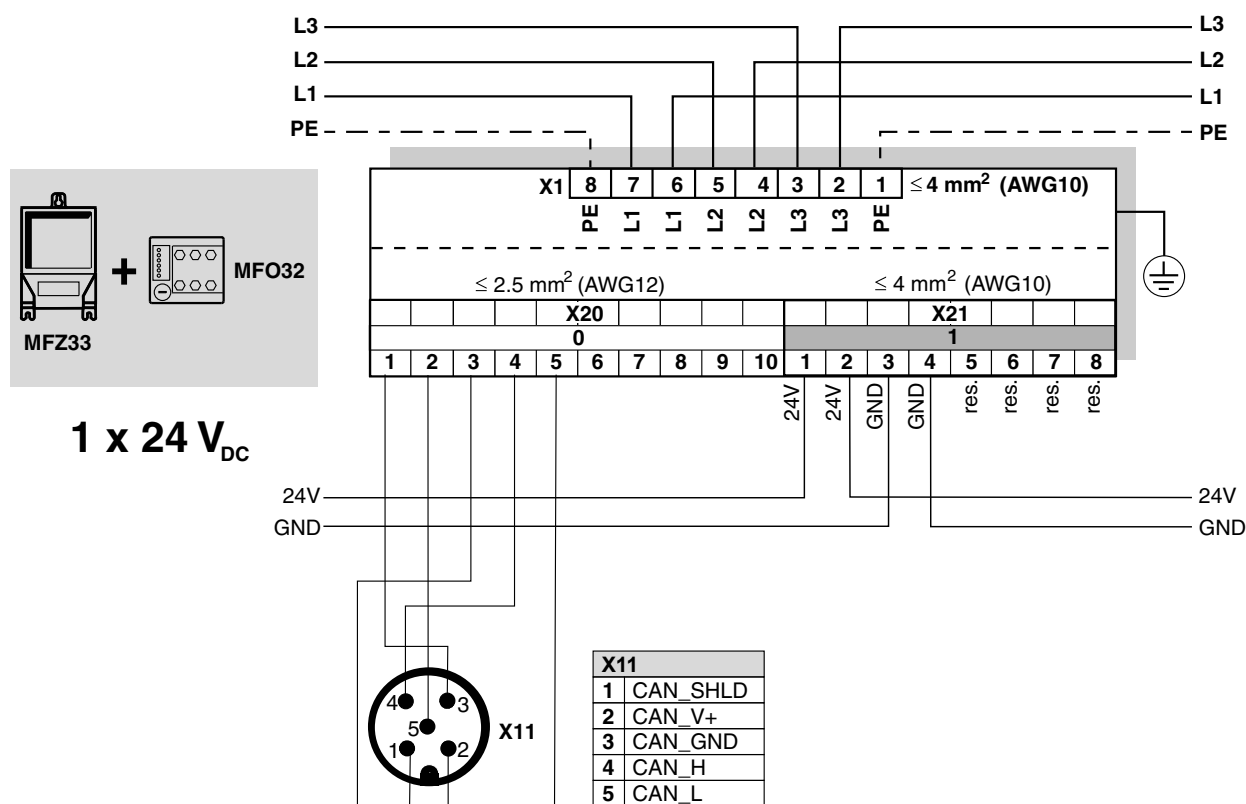 L3 L3
L2 L2
L1 L1
PE PE
X1 8 7 6 5 4 3 2 1 ≤ 4 mm² (AWG10)
PE L1 L1 L2 L2 L3 L3 PE
MFZ33 + MFO32
≤ 2.5 mm² (AWG12) ≤ 4 mm² (AWG10)
X20 X21
0 1
1 2 3 4 5 6 7 8 9 10 1 2 3 4 5 6 7 8
24V 24V GND GND res. res. res. res.
1 x 24 V DC
24V 24V
GND GND
4 3
5
1 2
X11
X11
1 CAN_SHLD
2 CAN_V+
3 CAN_GND
4 CAN_H
5 CAN_L